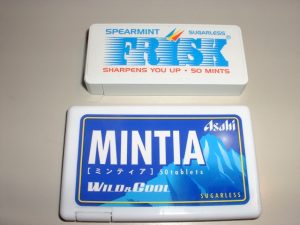 SPEARMINT SUGARLESS
FRISK®
SHARPENS YOU UP • 50 MINTS
Asahi
MINTIA
[ミンティア] 50tablets
WILD&COOL
SUGARLESS